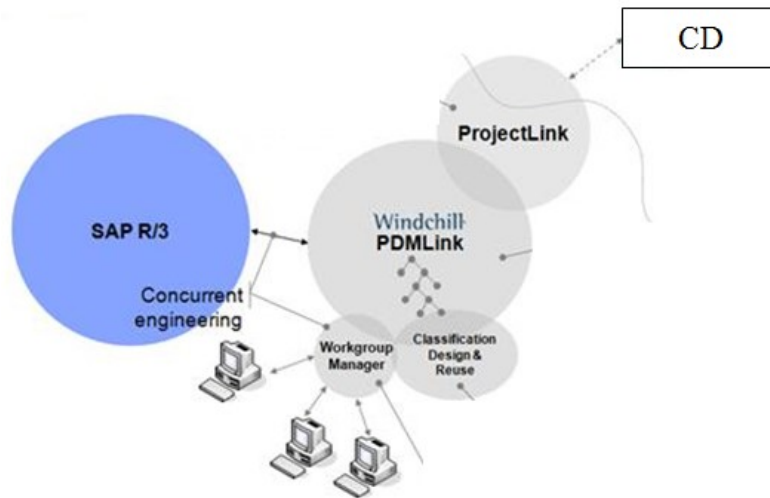 CD
ProjectLink
SAP R/3
Windchill
PDMLink
Concurrent
engineering
Workgroup
Manager
Classification
Design &
Reuse